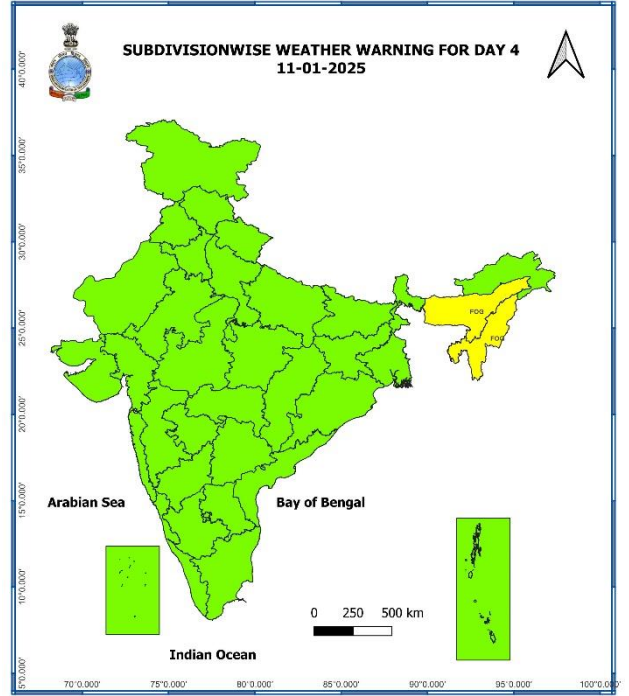 SUBDIVISIONWISE WEATHER WARNING FOR DAY 4
11-01-2025
40°0.000'
35°0.000'
30°0.000'
25°0.000'
20°0.000'
15°0.000'
10°0.000'
5°0.000'
FOG
FOG
Arabian Sea
Bay of Bengal
0 250 500 km
Indian Ocean
70°0.000' 75°0.000' 80°0.000' 85°0.000' 90°0.000' 95°0.000' 100°0.000'